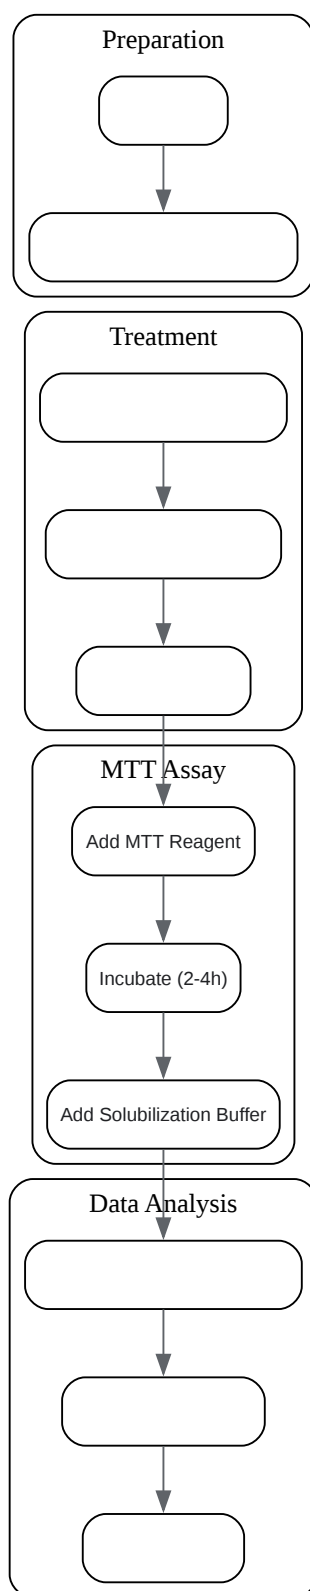 Preparation
Treatment
MTT Assay
Add MTT Reagent
Incubate (2-4h)
Add Solubilization Buffer
Data Analysis